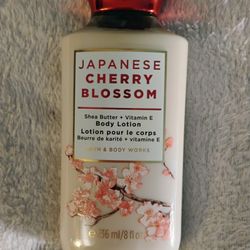 JAPANESE
CHERRY
BLOSSOM
Shea Butter + Vitamin E
Body Lotion
Lotion pour le corps
Beurre de karité + vitamine E
BATH & BODY WORKS
e 236 ml/8 fl oz